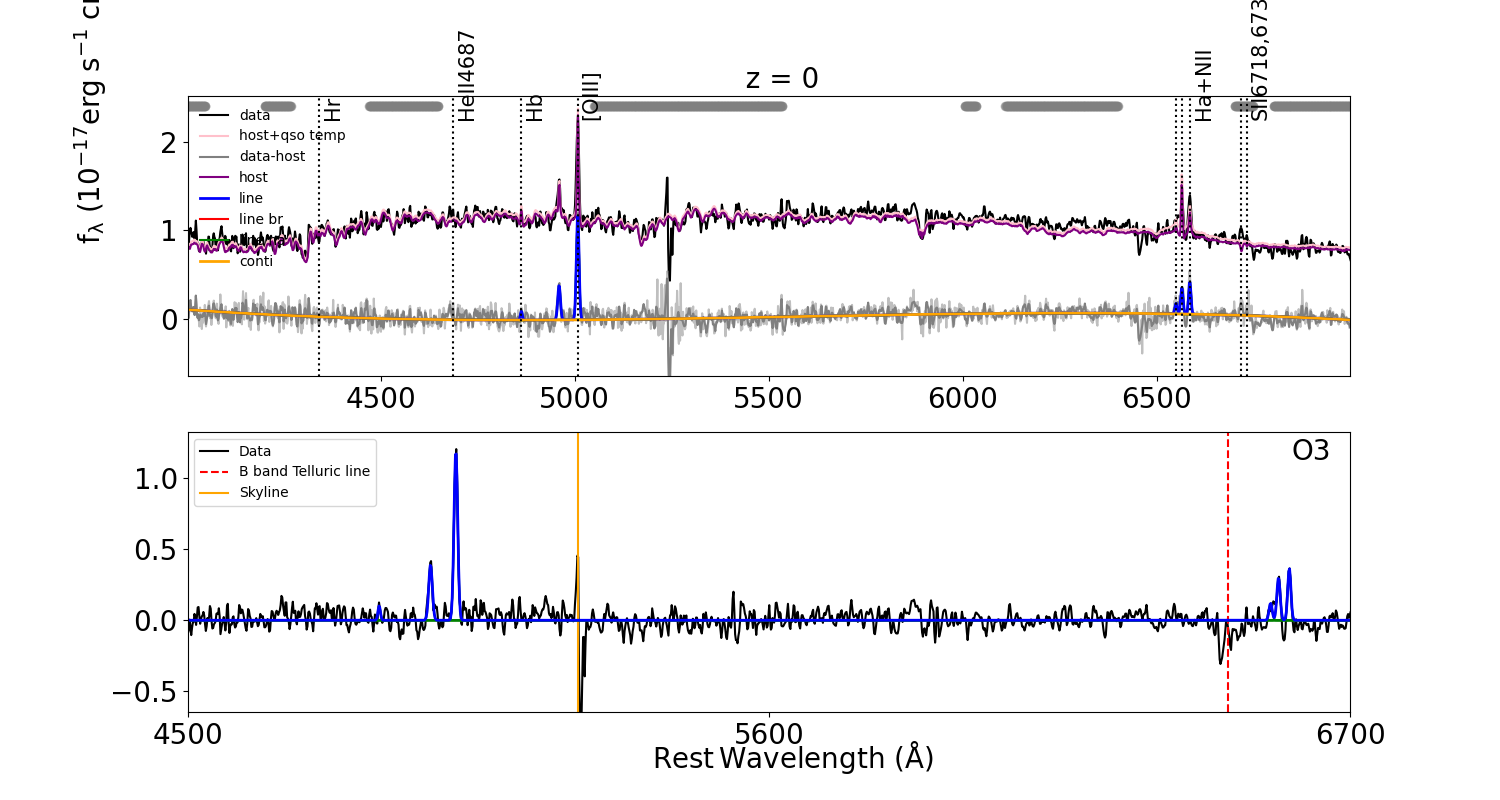 z = 0
f_λ (10^−17 erg s^−1
Hr
HeII4687
Hb
[OIII]
Ha+NII
SII6718,673
data
host+qso temp
data-host
host
line
line br
conti
2
1
0
4500 5000 5500 6000 6500
O3
Data
B band Telluric line
Skyline
1.0
0.5
0.0
−0.5
4500 5600 6700
Rest Wavelength (Å)